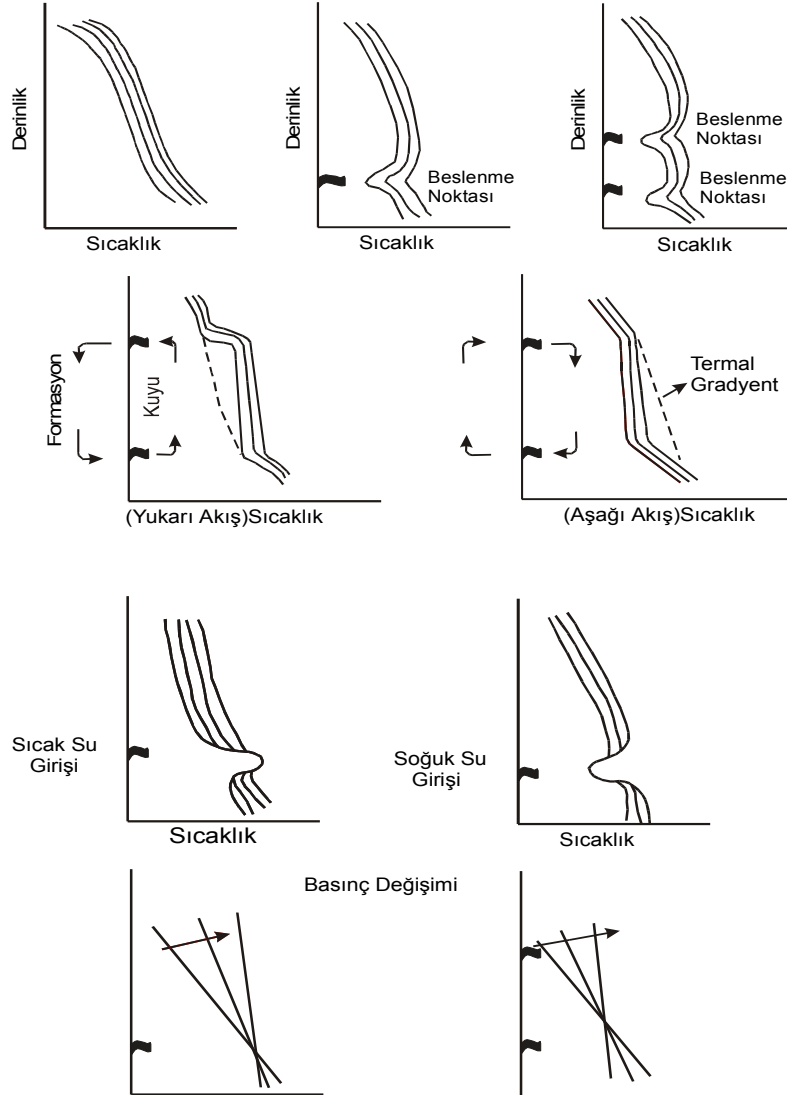 Derinlik
Sıcaklık
Derinlik
Beslenme
Noktası
Sıcaklık
Derinlik
Beslenme
Noktası
Beslenme
Noktası
Sıcaklık
Formasyon
Kuyu
(Yukarı Akış)Sıcaklık
Termal
Gradyent
(Aşağı Akış)Sıcaklık
Sıcak Su
Girişi
Sıcaklık
Soğuk Su
Girişi
Sıcaklık
Basınç Değişimi